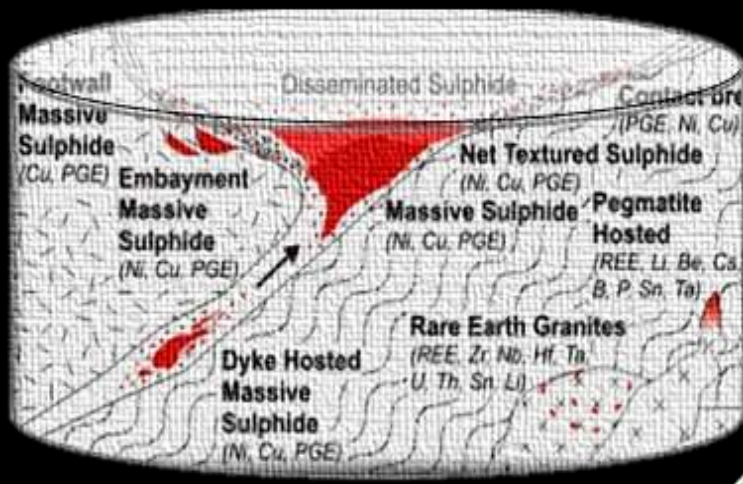 Footwall
Massive
Sulphide
(Cu, PGE)
Disseminated Sulphide
Contact
(PGE, Ni, Cu)
Embayment
Massive
Sulphide
(Ni, Cu, PGE)
Net Textured Sulphide
(Ni, Cu, PGE)
Massive Sulphide
(Ni, Cu, PGE)
Pegmatite
Hosted
(REE, Li, Be, Cs,
B, P, Sn, Ta)
Rare Earth Granites
(REE, Zr, Nb, Hf, Ta,
U, Th, Sn, Li)
Dyke Hosted
Massive
Sulphide
(Ni, Cu, PGE)